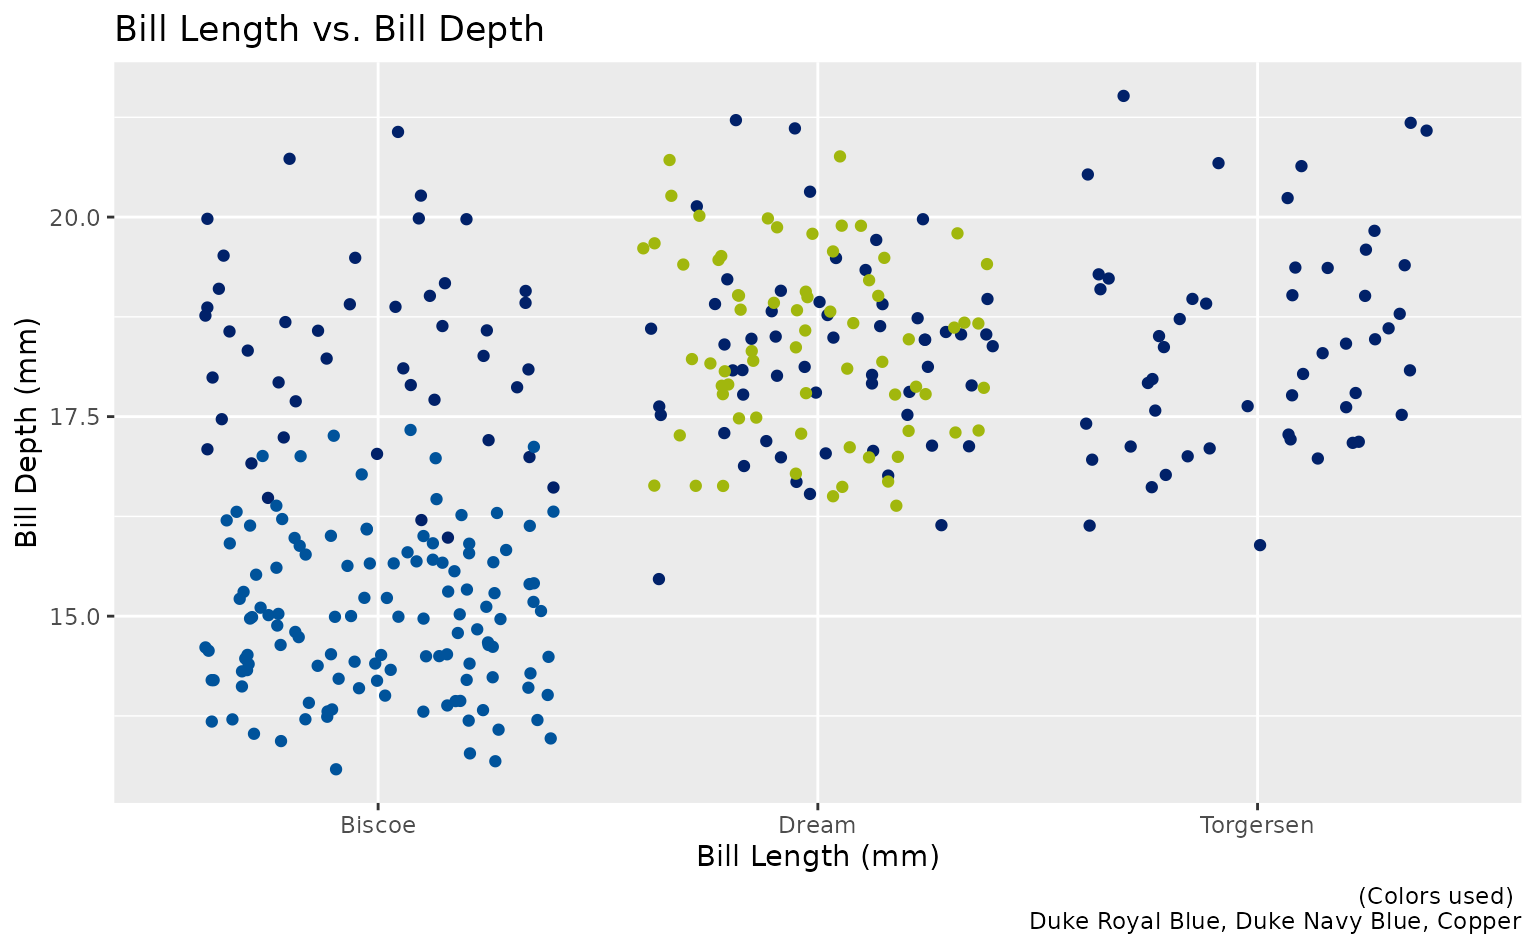 Bill Length vs. Bill Depth
20.0
17.5
15.0
Bill Depth (mm)
Biscoe Dream Torgersen
Bill Length (mm)
(Colors used)
Duke Royal Blue, Duke Navy Blue, Copper